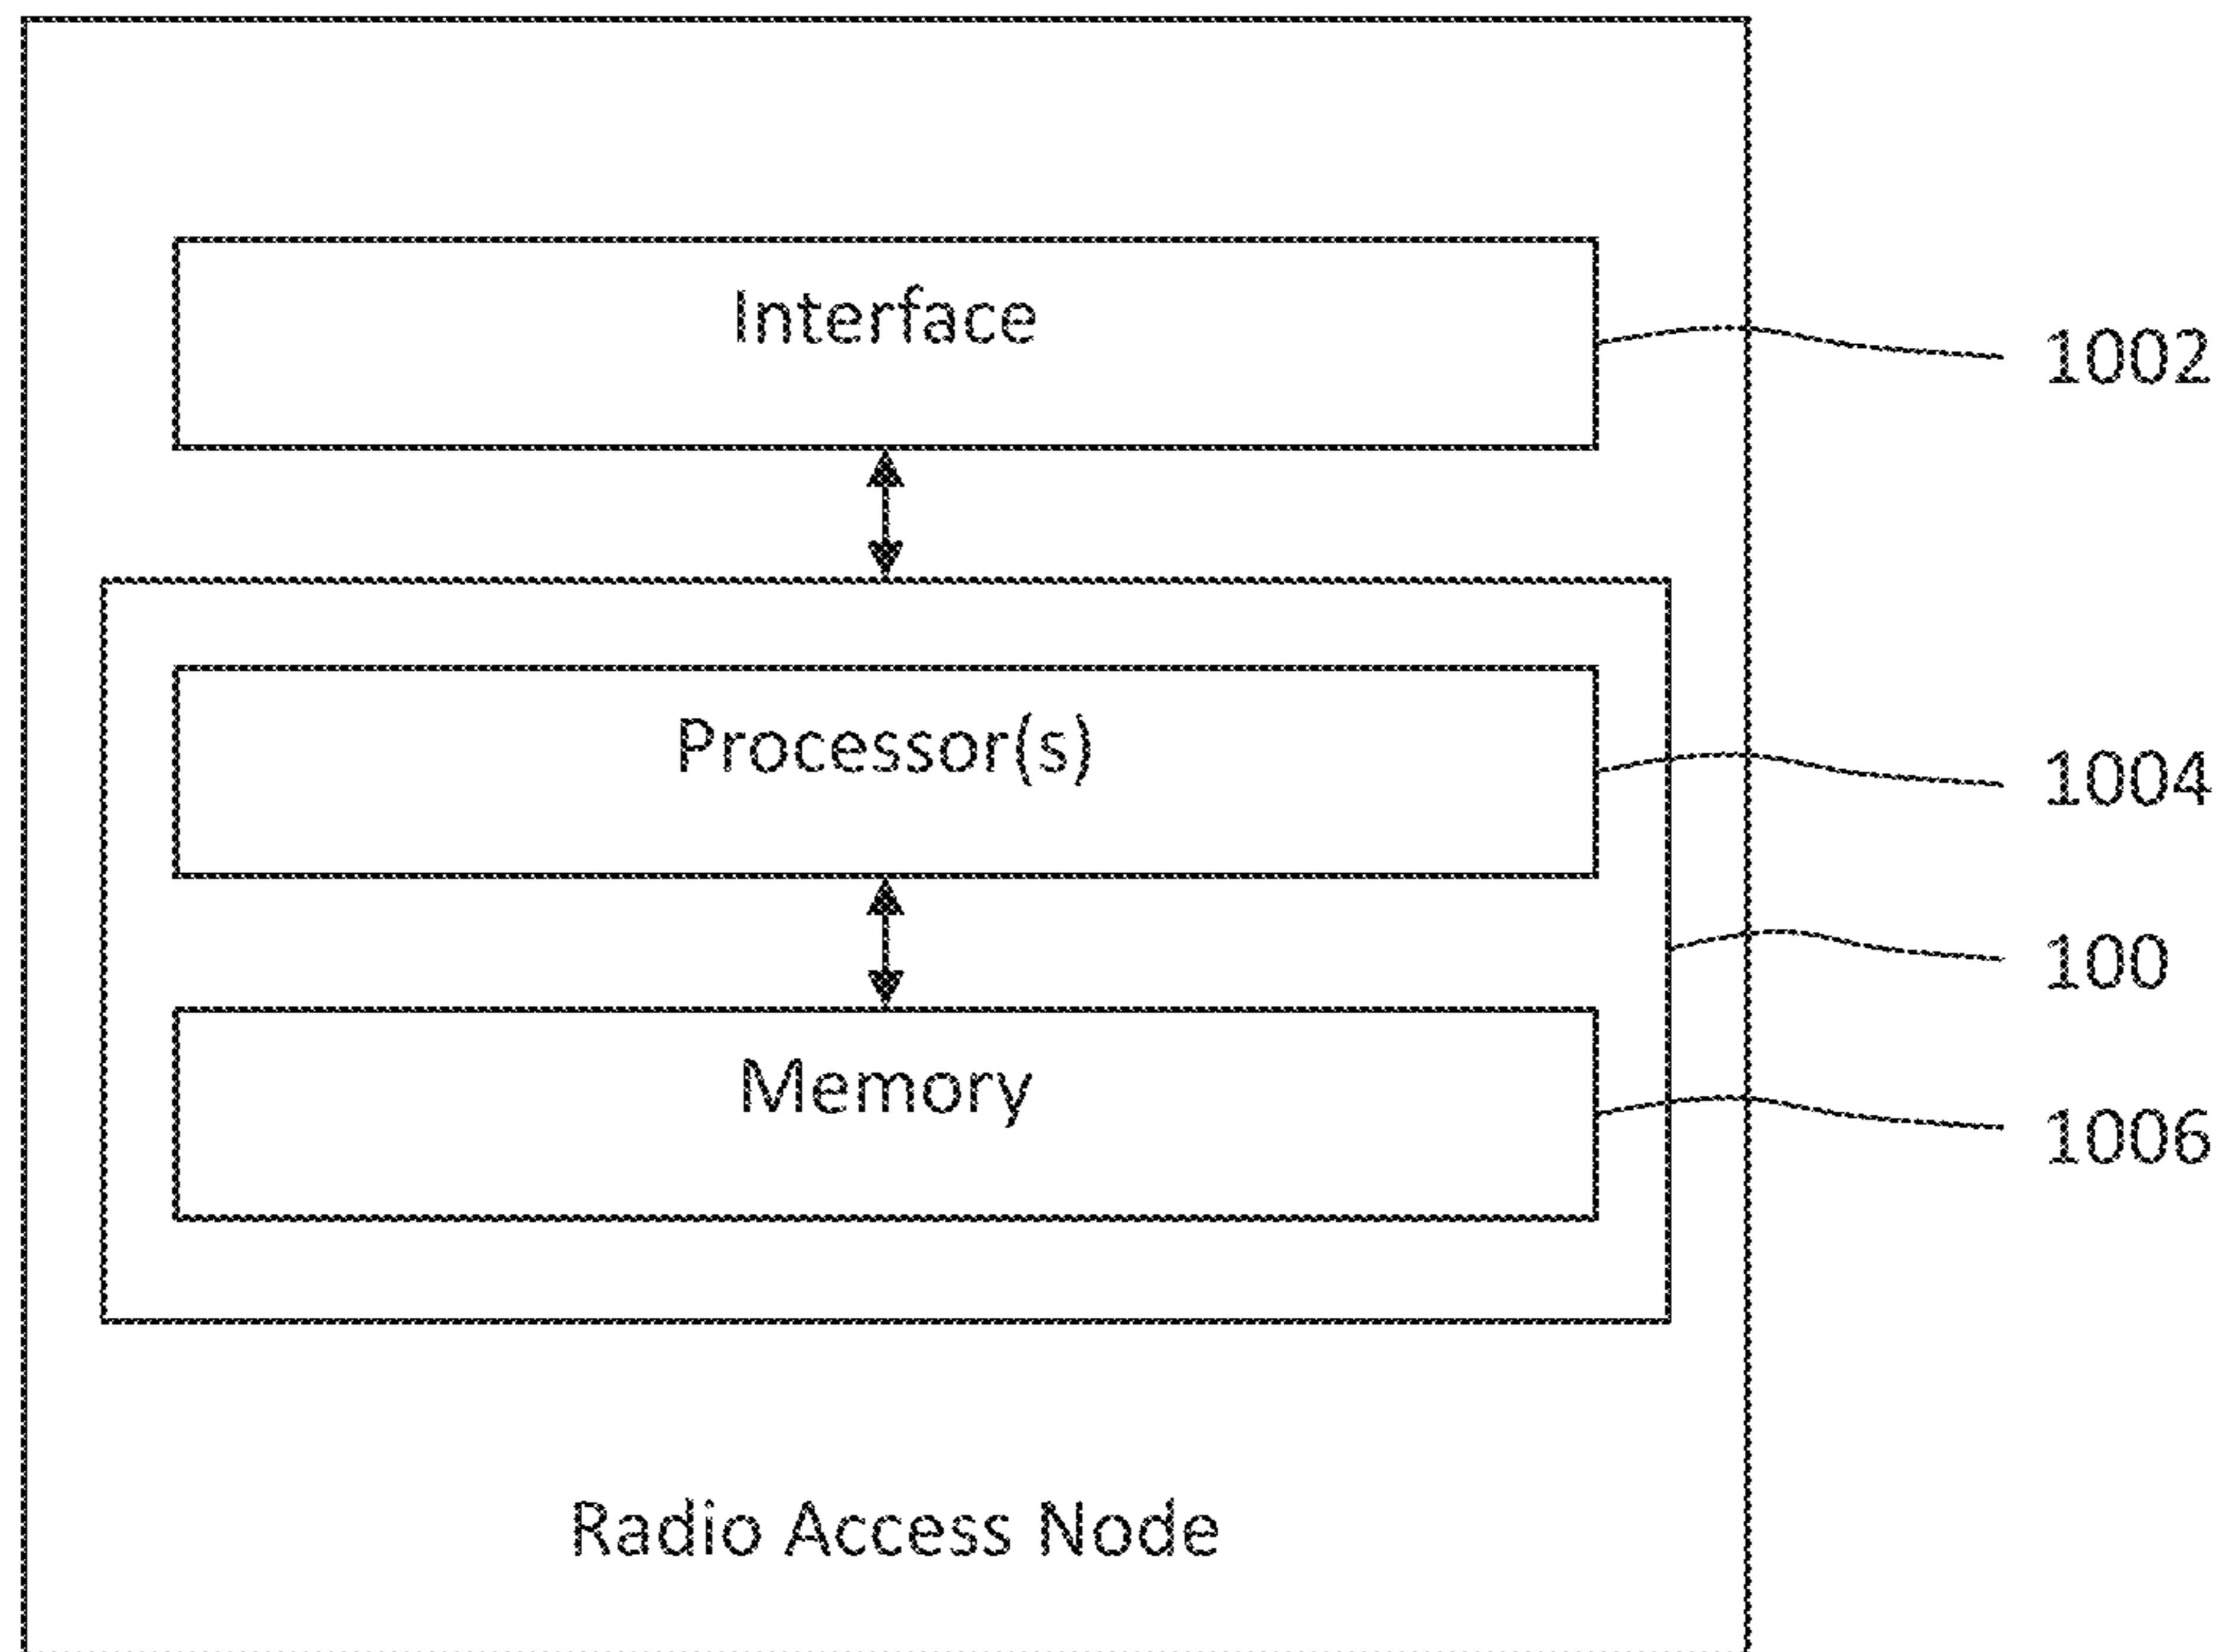 Interface
1002
Processor(s)
1004
100
Memory
1006
Radio Access Node